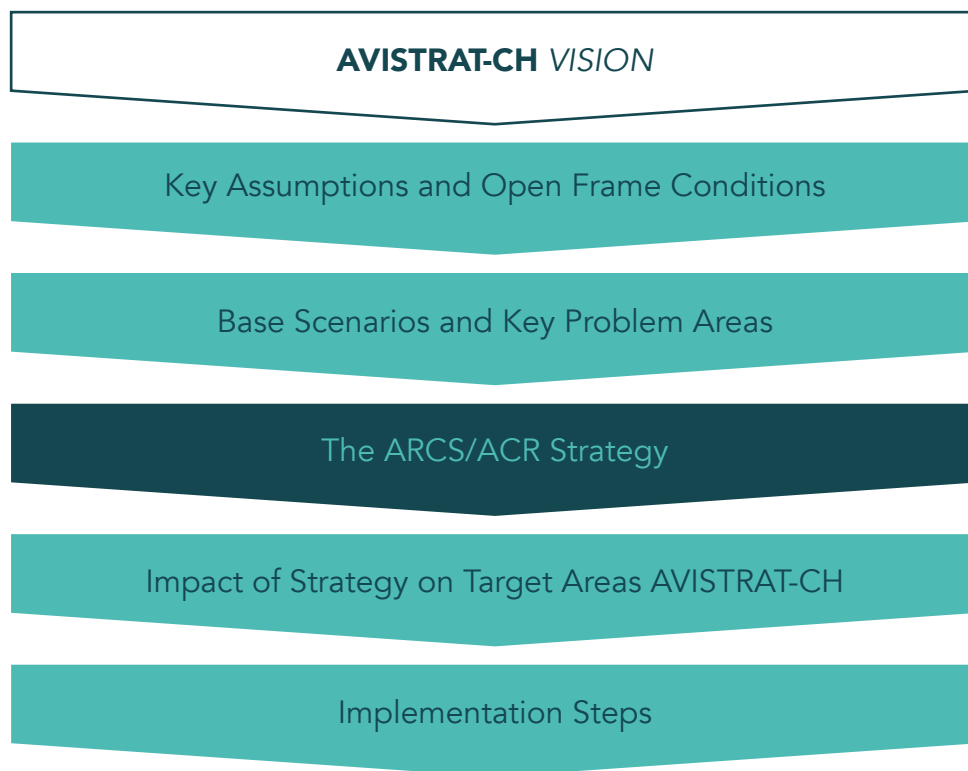 AVISTRAT-CH VISION
Key Assumptions and Open Frame Conditions
Base Scenarios and Key Problem Areas
The ARCS/ACR Strategy
Impact of Strategy on Target Areas AVISTRAT-CH
Implementation Steps